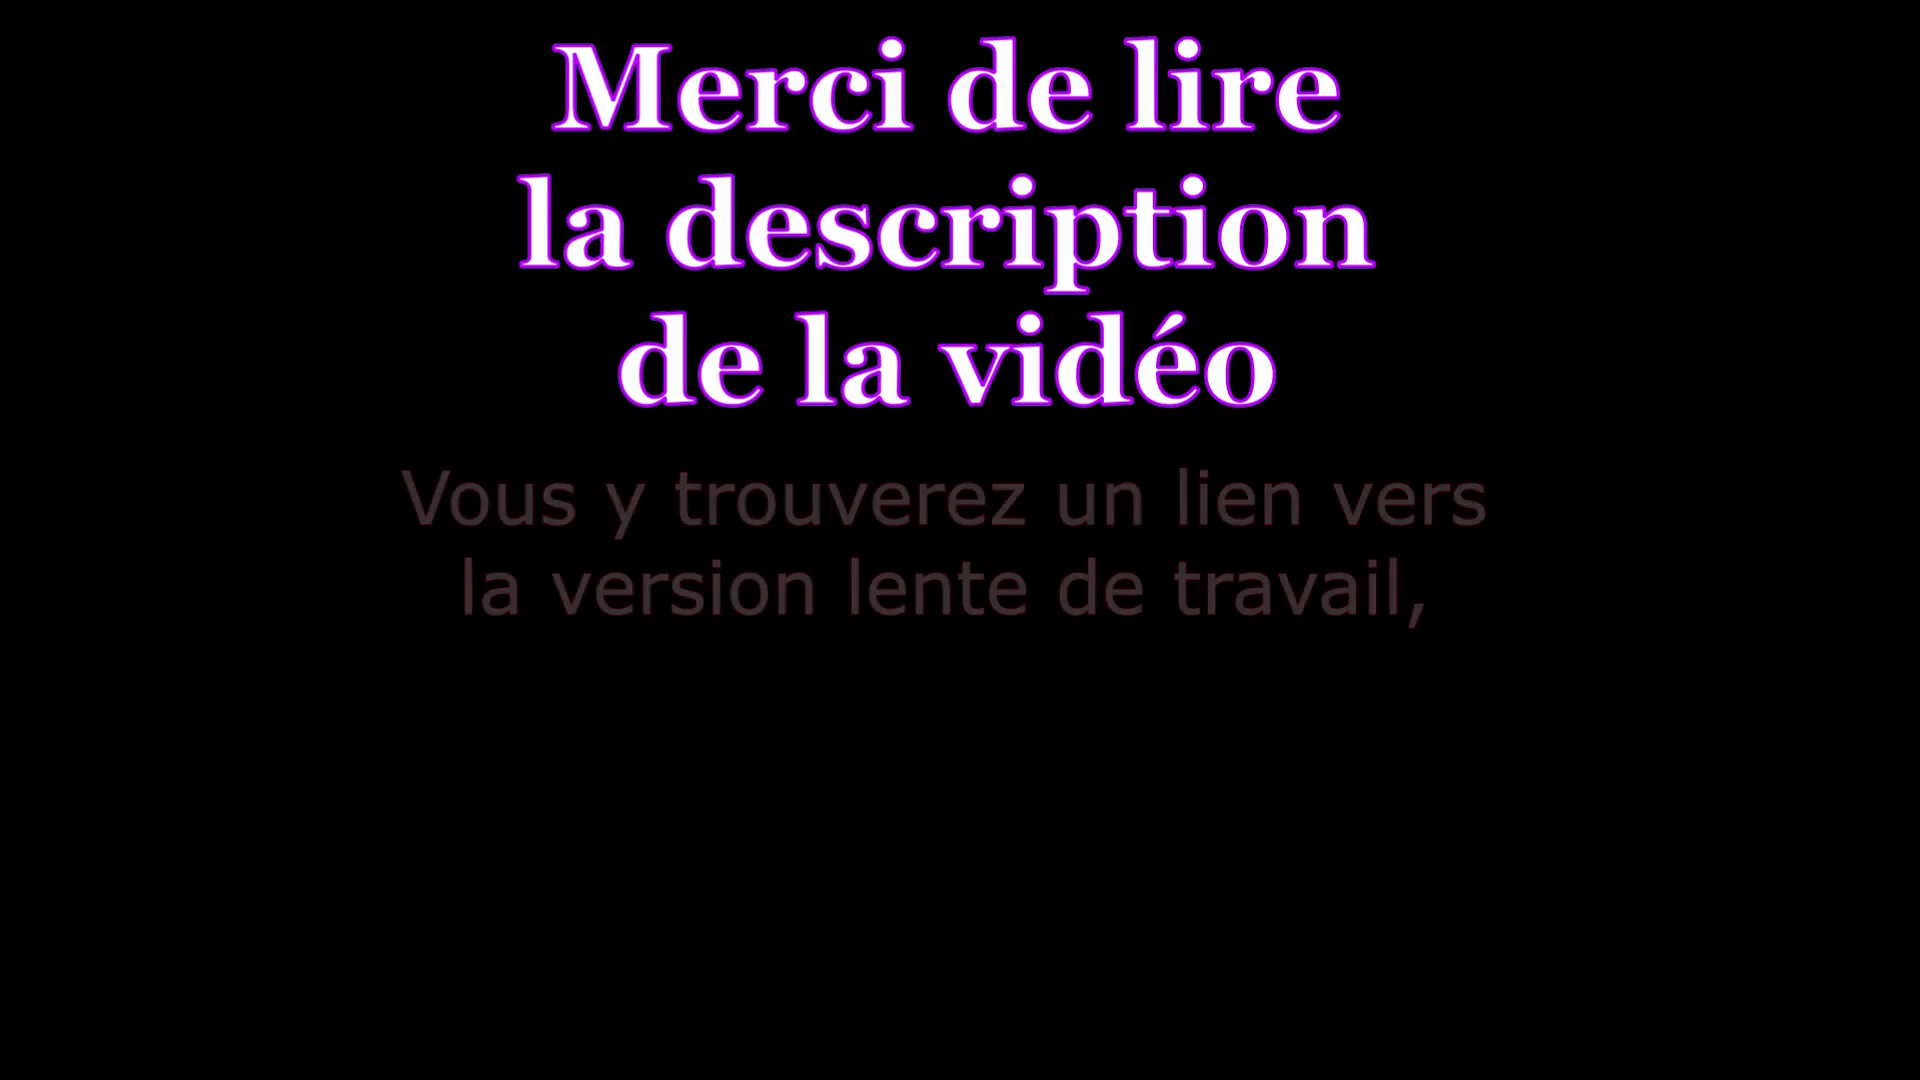 Merci de lire
la description
de la vidéo
Vous y trouverez un lien vers
la version lente de travail,